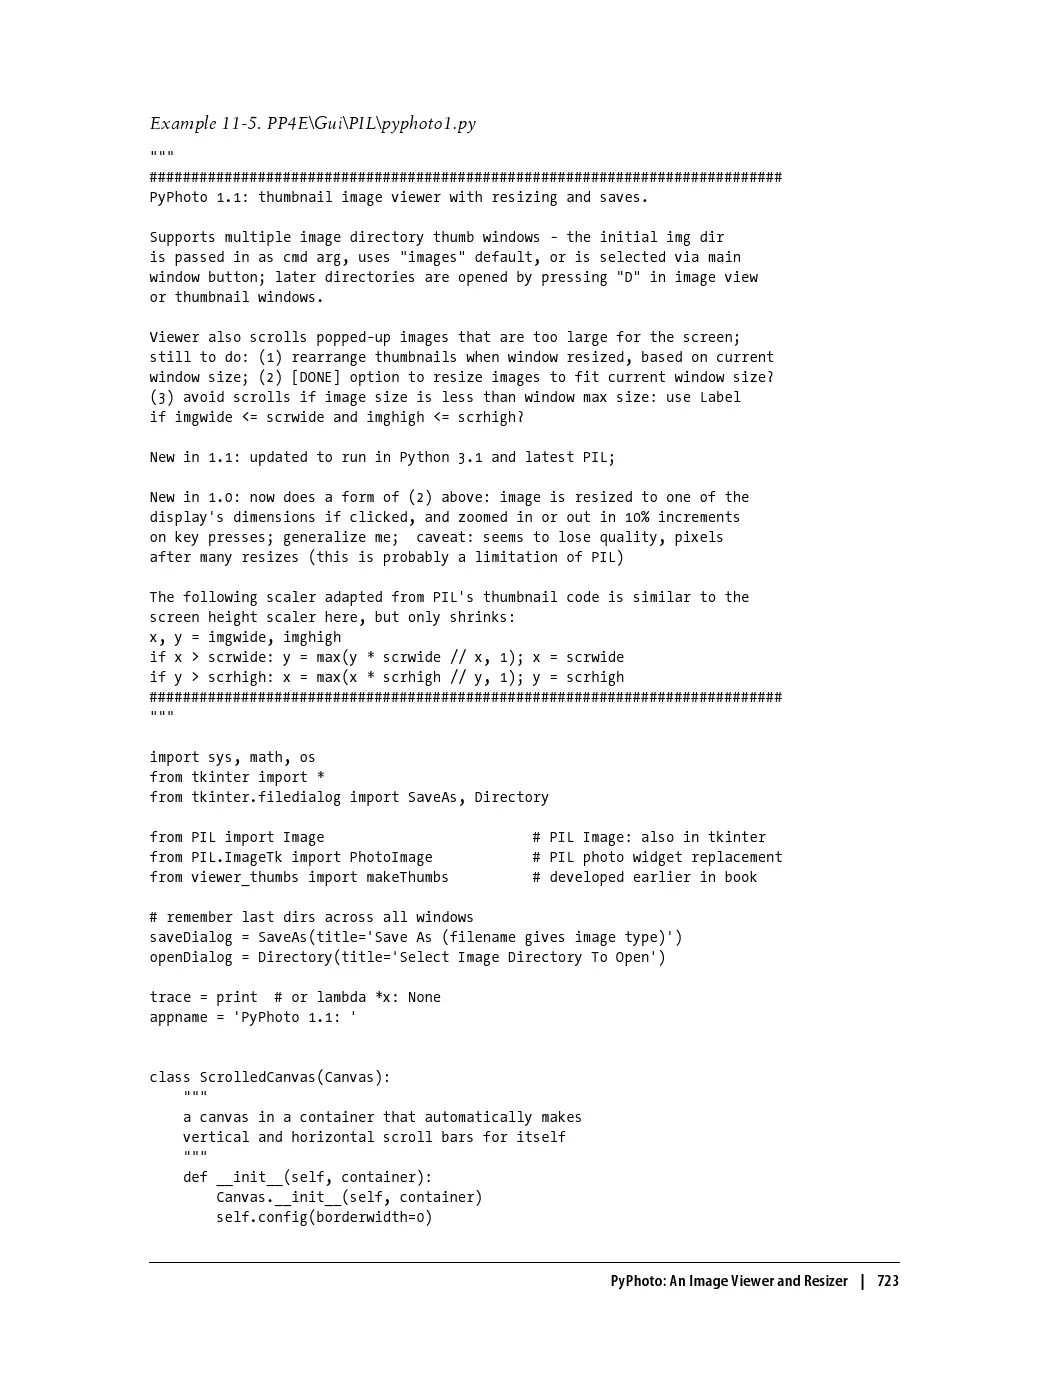 Example 11-5. PP4E\Gui\PIL\pyphoto1.py
"""
############################################################################
PyPhoto 1.1: thumbnail image viewer with resizing and saves.
Supports multiple image directory thumb windows - the initial img dir
is passed in as cmd arg, uses "images" default, or is selected via main
window button; later directories are opened by pressing "D" in image view
or thumbnail windows.
Viewer also scrolls popped-up images that are too large for the screen;
still to do: (1) rearrange thumbnails when window resized, based on current
window size; (2) [DONE] option to resize images to fit current window size?
(3) avoid scrolls if image size is less than window max size: use Label
if imgwide <= scrwide and imghigh <= scrhigh?
New in 1.1: updated to run in Python 3.1 and latest PIL;
New in 1.0: now does a form of (2) above: image is resized to one of the
display's dimensions if clicked, and zoomed in or out in 10% increments
on key presses; generalize me;  caveat: seems to lose quality, pixels
after many resizes (this is probably a limitation of PIL)
The following scaler adapted from PIL's thumbnail code is similar to the
screen height scaler here, but only shrinks:
x, y = imgwide, imghigh
if x > scrwide: y = max(y * scrwide // x, 1); x = scrwide
if y > scrhigh: x = max(x * scrhigh // y, 1); y = scrhigh
############################################################################
"""
import sys, math, os
from tkinter import *
from tkinter.filedialog import SaveAs, Directory
from PIL import Image                         # PIL Image: also in tkinter
from PIL.ImageTk import PhotoImage            # PIL photo widget replacement
from viewer_thumbs import makeThumbs          # developed earlier in book
# remember last dirs across all windows
saveDialog = SaveAs(title='Save As (filename gives image type)')
openDialog = Directory(title='Select Image Directory To Open')
trace = print  # or lambda *x: None
appname = 'PyPhoto 1.1: '
class ScrolledCanvas(Canvas):
    """
    a canvas in a container that automatically makes
    vertical and horizontal scroll bars for itself
    """
    def __init__(self, container):
        Canvas.__init__(self, container)
        self.config(borderwidth=0)
PyPhoto: An Image Viewer and Resizer | 723